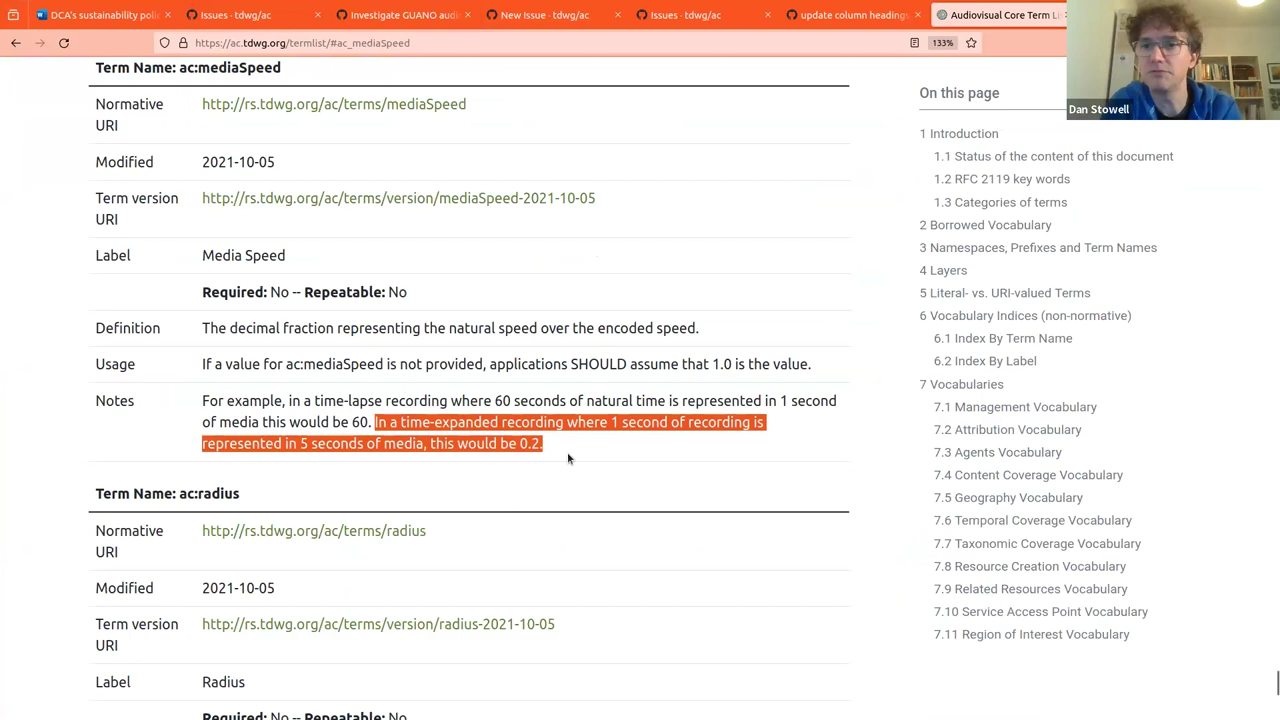 DCA's sustainability poli
Issues · tdwg/ac
Investigate GUANO audi
New Issue · tdwg/ac
Issues · tdwg/ac
update column headings
Audiovisual Core Term Li
https://ac.tdwg.org/termlist/#ac_mediaSpeed
133%
Dan Stowell
Term Name: ac:mediaSpeed
Normative URI
http://rs.tdwg.org/ac/terms/mediaSpeed
Modified
2021-10-05
Term version URI
http://rs.tdwg.org/ac/terms/version/mediaSpeed-2021-10-05
Label
Media Speed
Required: No -- Repeatable: No
Definition
The decimal fraction representing the natural speed over the encoded speed.
Usage
If a value for ac:mediaSpeed is not provided, applications SHOULD assume that 1.0 is the value.
Notes
For example, in a time-lapse recording where 60 seconds of natural time is represented in 1 second
of media this would be 60. In a time-expanded recording where 1 second of recording is
represented in 5 seconds of media, this would be 0.2.
Term Name: ac:radius
Normative URI
http://rs.tdwg.org/ac/terms/radius
Modified
2021-10-05
Term version URI
http://rs.tdwg.org/ac/terms/version/radius-2021-10-05
Label
Radius
Required: No -- Repeatable: No
On this page
1 Introduction
1.1 Status of the content of this document
1.2 RFC 2119 key words
1.3 Categories of terms
2 Borrowed Vocabulary
3 Namespaces, Prefixes and Term Names
4 Layers
5 Literal- vs. URI-valued Terms
6 Vocabulary Indices (non-normative)
6.1 Index By Term Name
6.2 Index By Label
7 Vocabularies
7.1 Management Vocabulary
7.2 Attribution Vocabulary
7.3 Agents Vocabulary
7.4 Content Coverage Vocabulary
7.5 Geography Vocabulary
7.6 Temporal Coverage Vocabulary
7.7 Taxonomic Coverage Vocabulary
7.8 Resource Creation Vocabulary
7.9 Related Resources Vocabulary
7.10 Service Access Point Vocabulary
7.11 Region of Interest Vocabulary